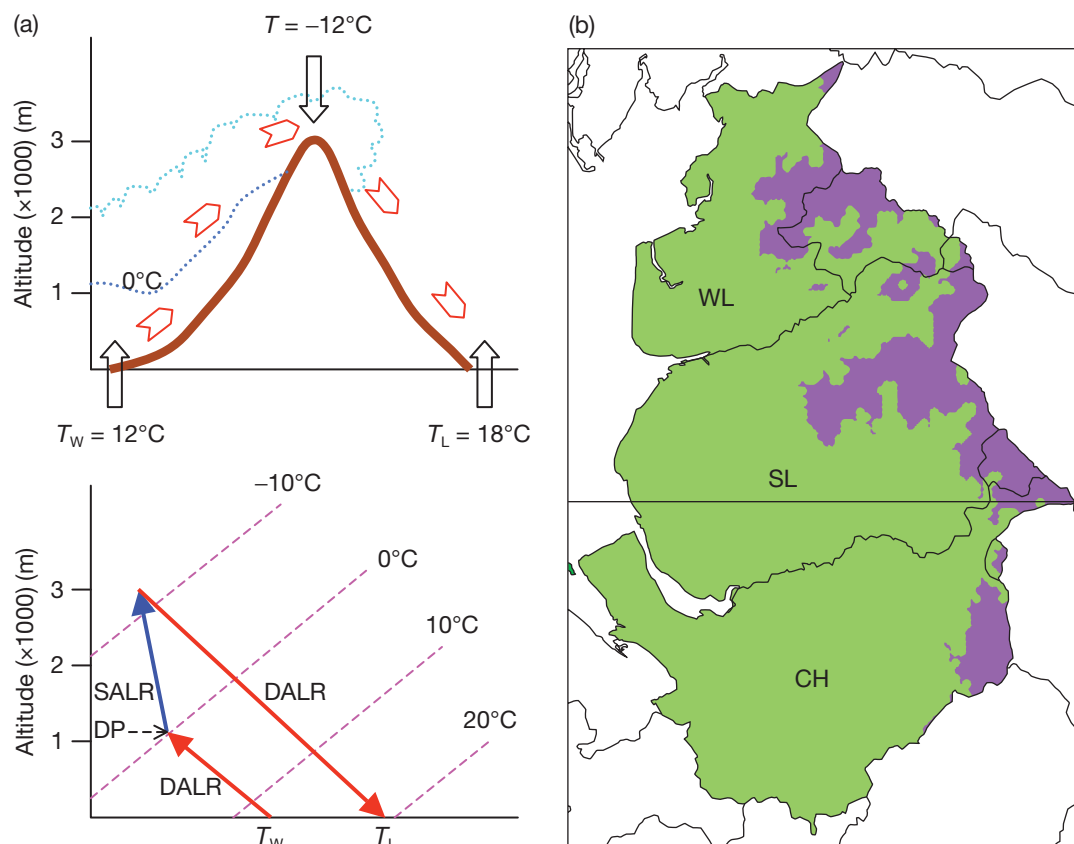 (a)
T = –12°C
Altitude (×1000) (m)
3
2
1
0°C
T_W = 12°C
T_L = 18°C
Altitude (×1000) (m)
3
2
1
–10°C
0°C
10°C
20°C
SALR
DALR
DP
DALR
T_W
T_L
(b)
WL
SL
CH